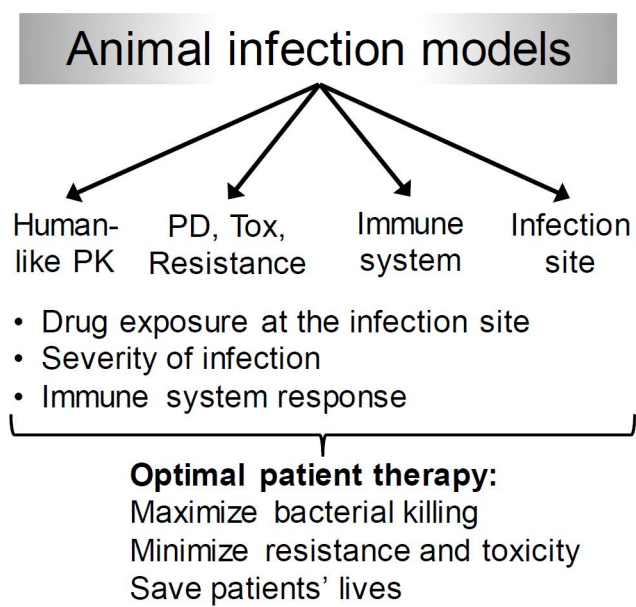 Animal infection models
Human-
like PK
PD, Tox,
Resistance
Immune
system
Infection
site
• Drug exposure at the infection site
• Severity of infection
• Immune system response
Optimal patient therapy:
Maximize bacterial killing
Minimize resistance and toxicity
Save patients' lives